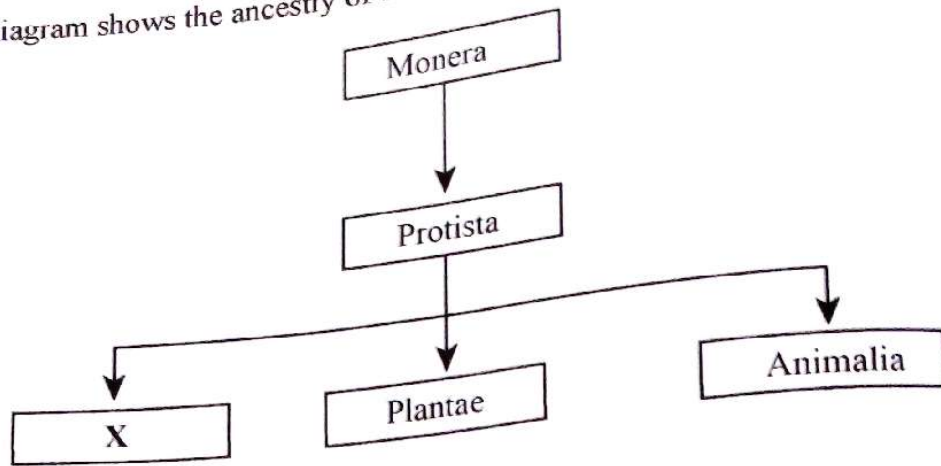 iagram shows the ancestry
Monera
Protista
X
Plantae
Animalia